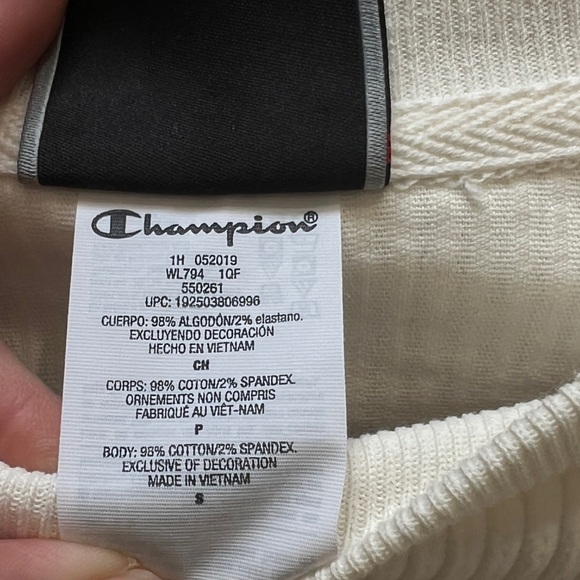 Champion®
1H 052019
WL794 1QF
550261
UPC: 192503806996
CUERPO: 98% ALGODÓN/2% elastano.
EXCLUYENDO DECORACIÓN
HECHO EN VIETNAM
CH
CORPS: 98% COTON/2% SPANDEX.
ORNEMENTS NON COMPRIS
FABRIQUÉ AU VIÊT-NAM
P
BODY: 98% COTTON/2% SPANDEX.
EXCLUSIVE OF DECORATION
MADE IN VIETNAM
S